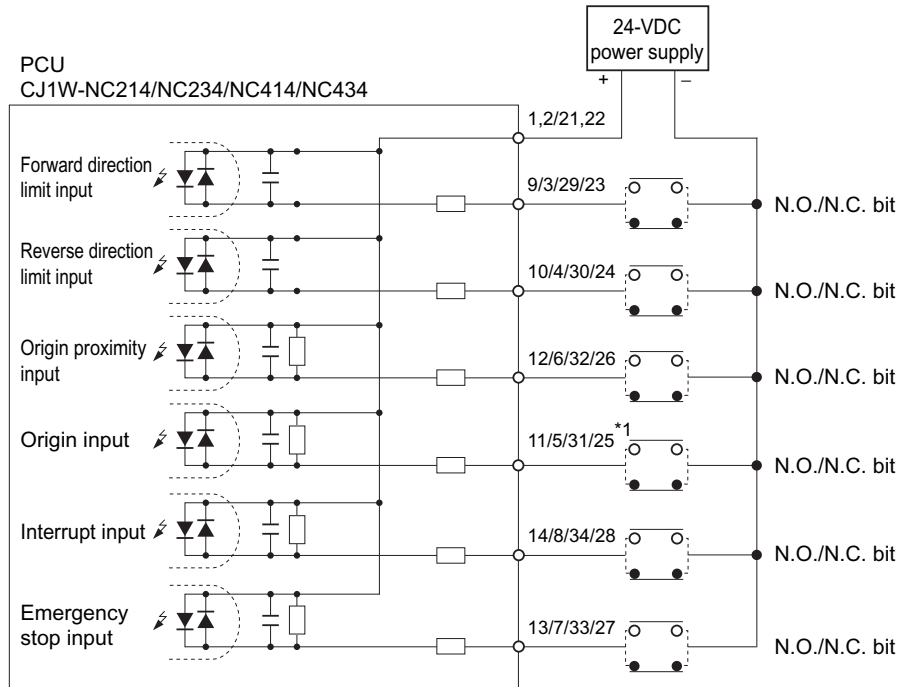 24-VDC
power supply
+ –
PCU
CJ1W-NC214/NC234/NC414/NC434
1,2/21,22
Forward direction
limit input
9/3/29/23
N.O./N.C. bit
Reverse direction
limit input
10/4/30/24
N.O./N.C. bit
Origin proximity
input
12/6/32/26
N.O./N.C. bit
Origin input
11/5/31/25*1
N.O./N.C. bit
Interrupt input
14/8/34/28
N.O./N.C. bit
Emergency
stop input
13/7/33/27
N.O./N.C. bit